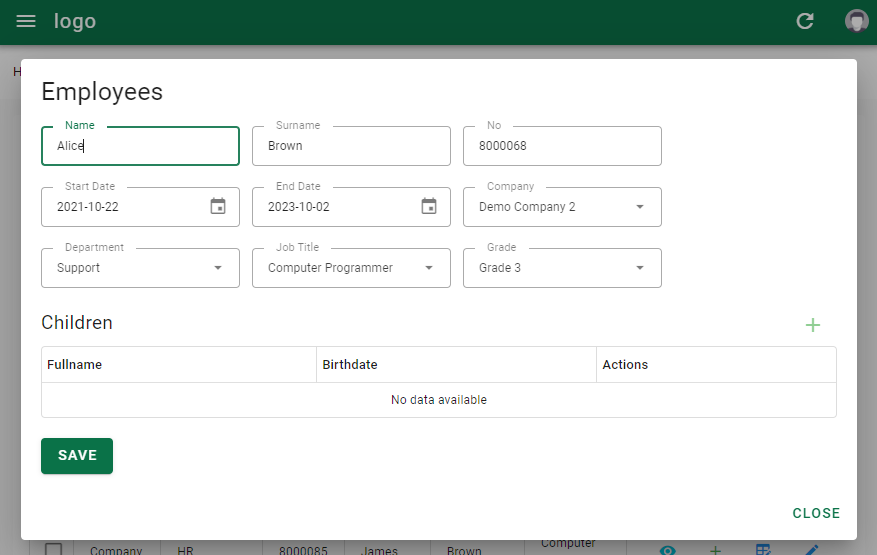 logo
H
Employees
Name Surname No
Alice Brown 8000068
Start Date End Date Company
2021-10-22 2023-10-02 Demo Company 2
Department Job Title Grade
Support Computer Programmer Grade 3
Children
Fullname Birthdate Actions
No data available
SAVE
CLOSE
Company HR 8000085 James Brown Computer